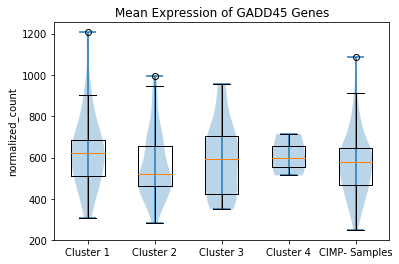 Mean Expression of GADD45 Genes
normalized_count
1200
1000
800
600
400
200
Cluster 1 Cluster 2 Cluster 3 Cluster 4 CIMP- Samples